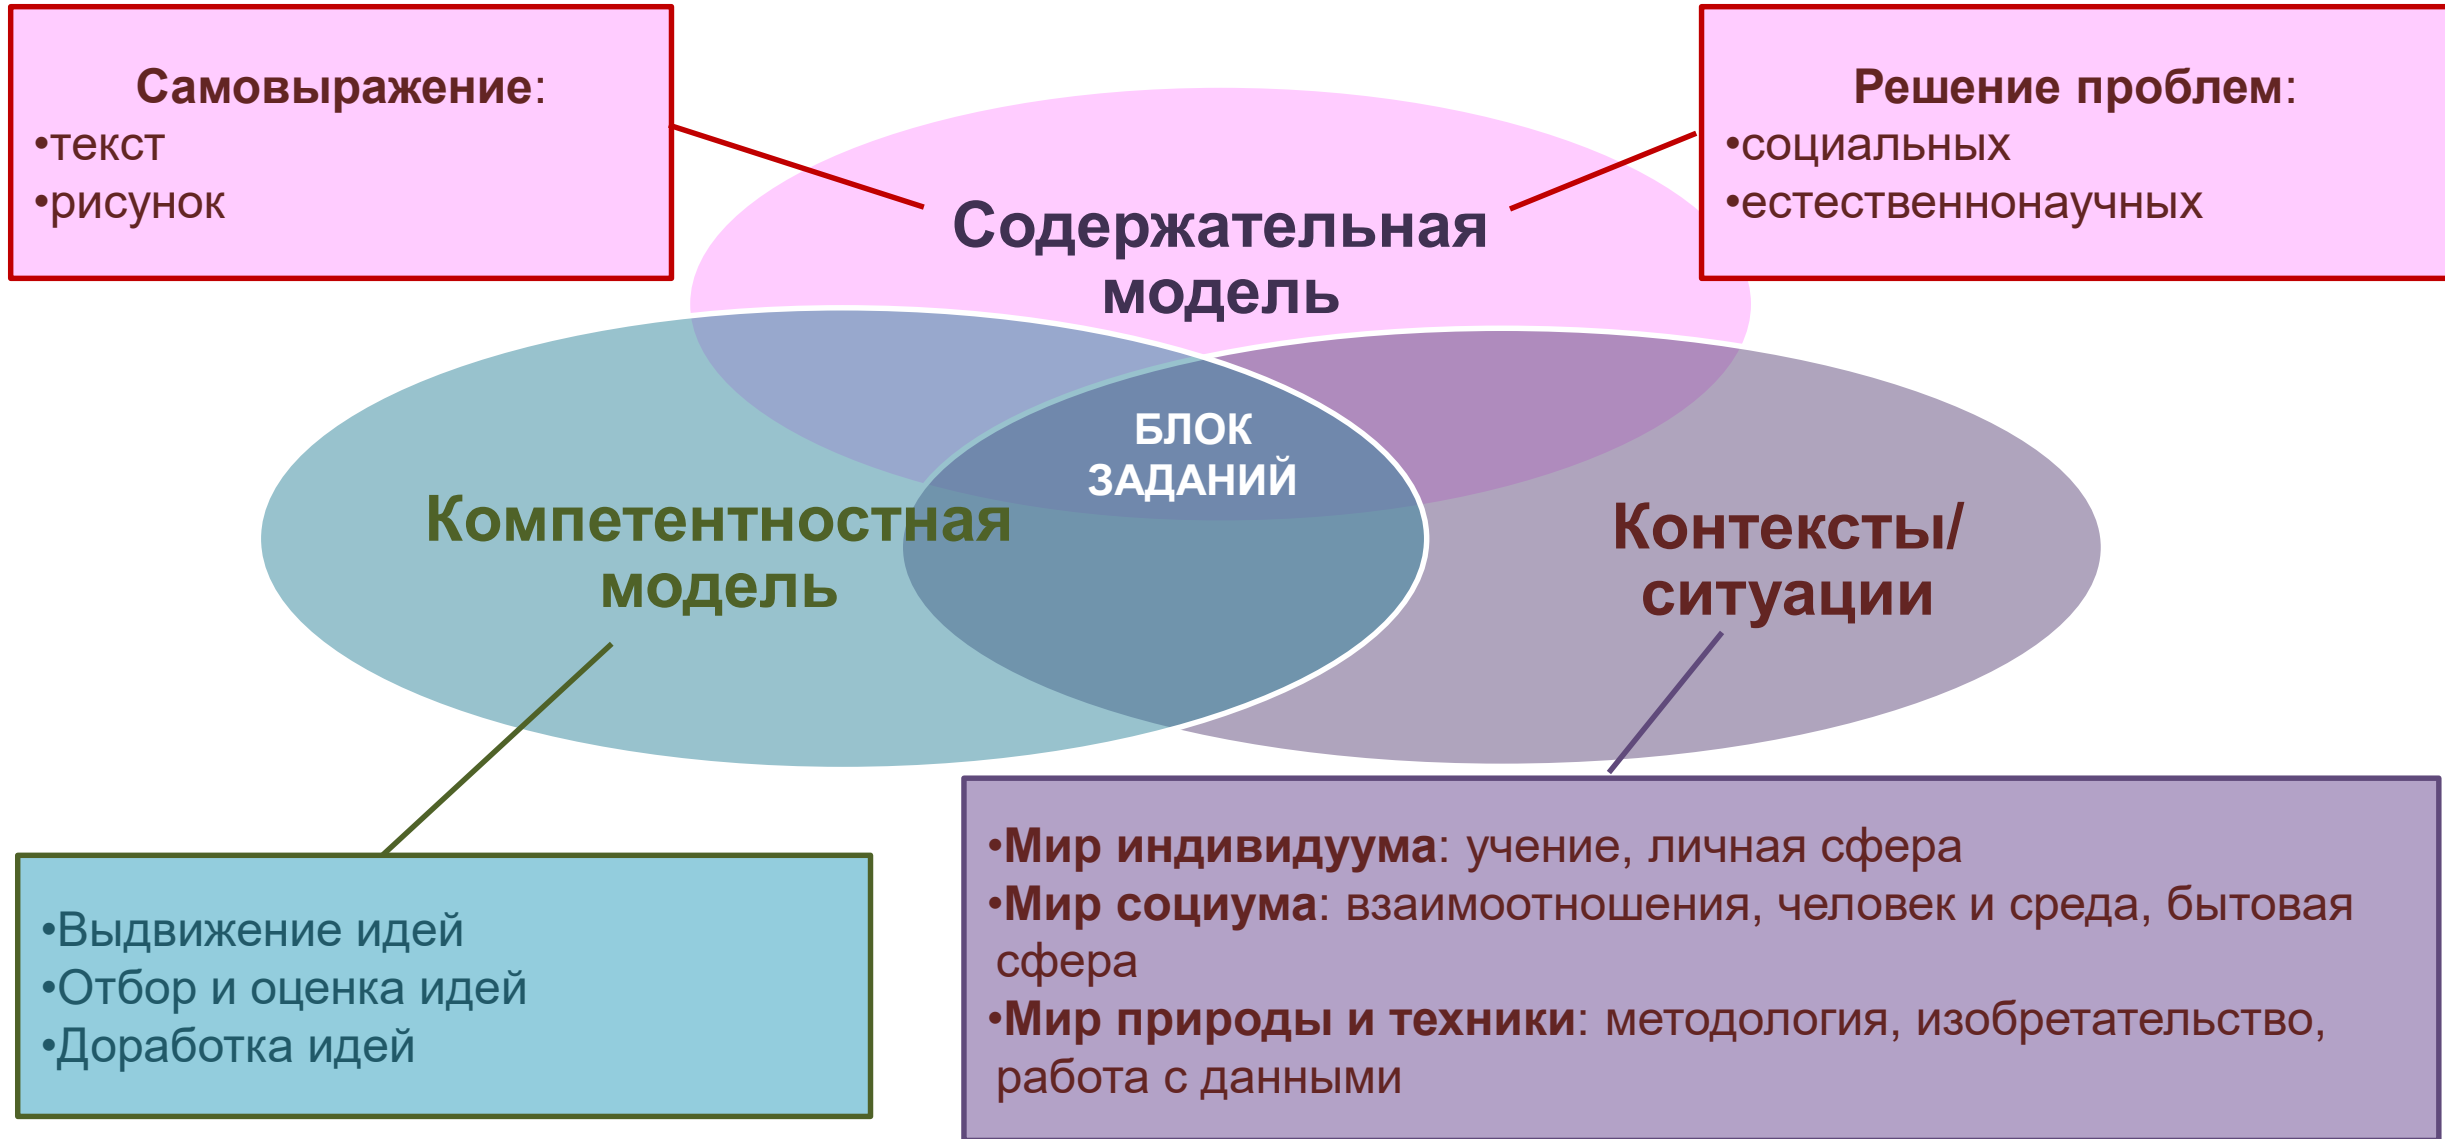 Самовыражение:
•текст
•рисунок
Решение проблем:
•социальных
•естественнонаучных
Содержательная
модель
БЛОК
ЗАДАНИЙ
Компетентностная
модель
Контексты/
ситуации
•Выдвижение идей
•Отбор и оценка идей
•Доработка идей
•Мир индивидуума: учение, личная сфера
•Мир социума: взаимоотношения, человек и среда, бытовая
сфера
•Мир природы и техники: методология, изобретательство,
работа с данными